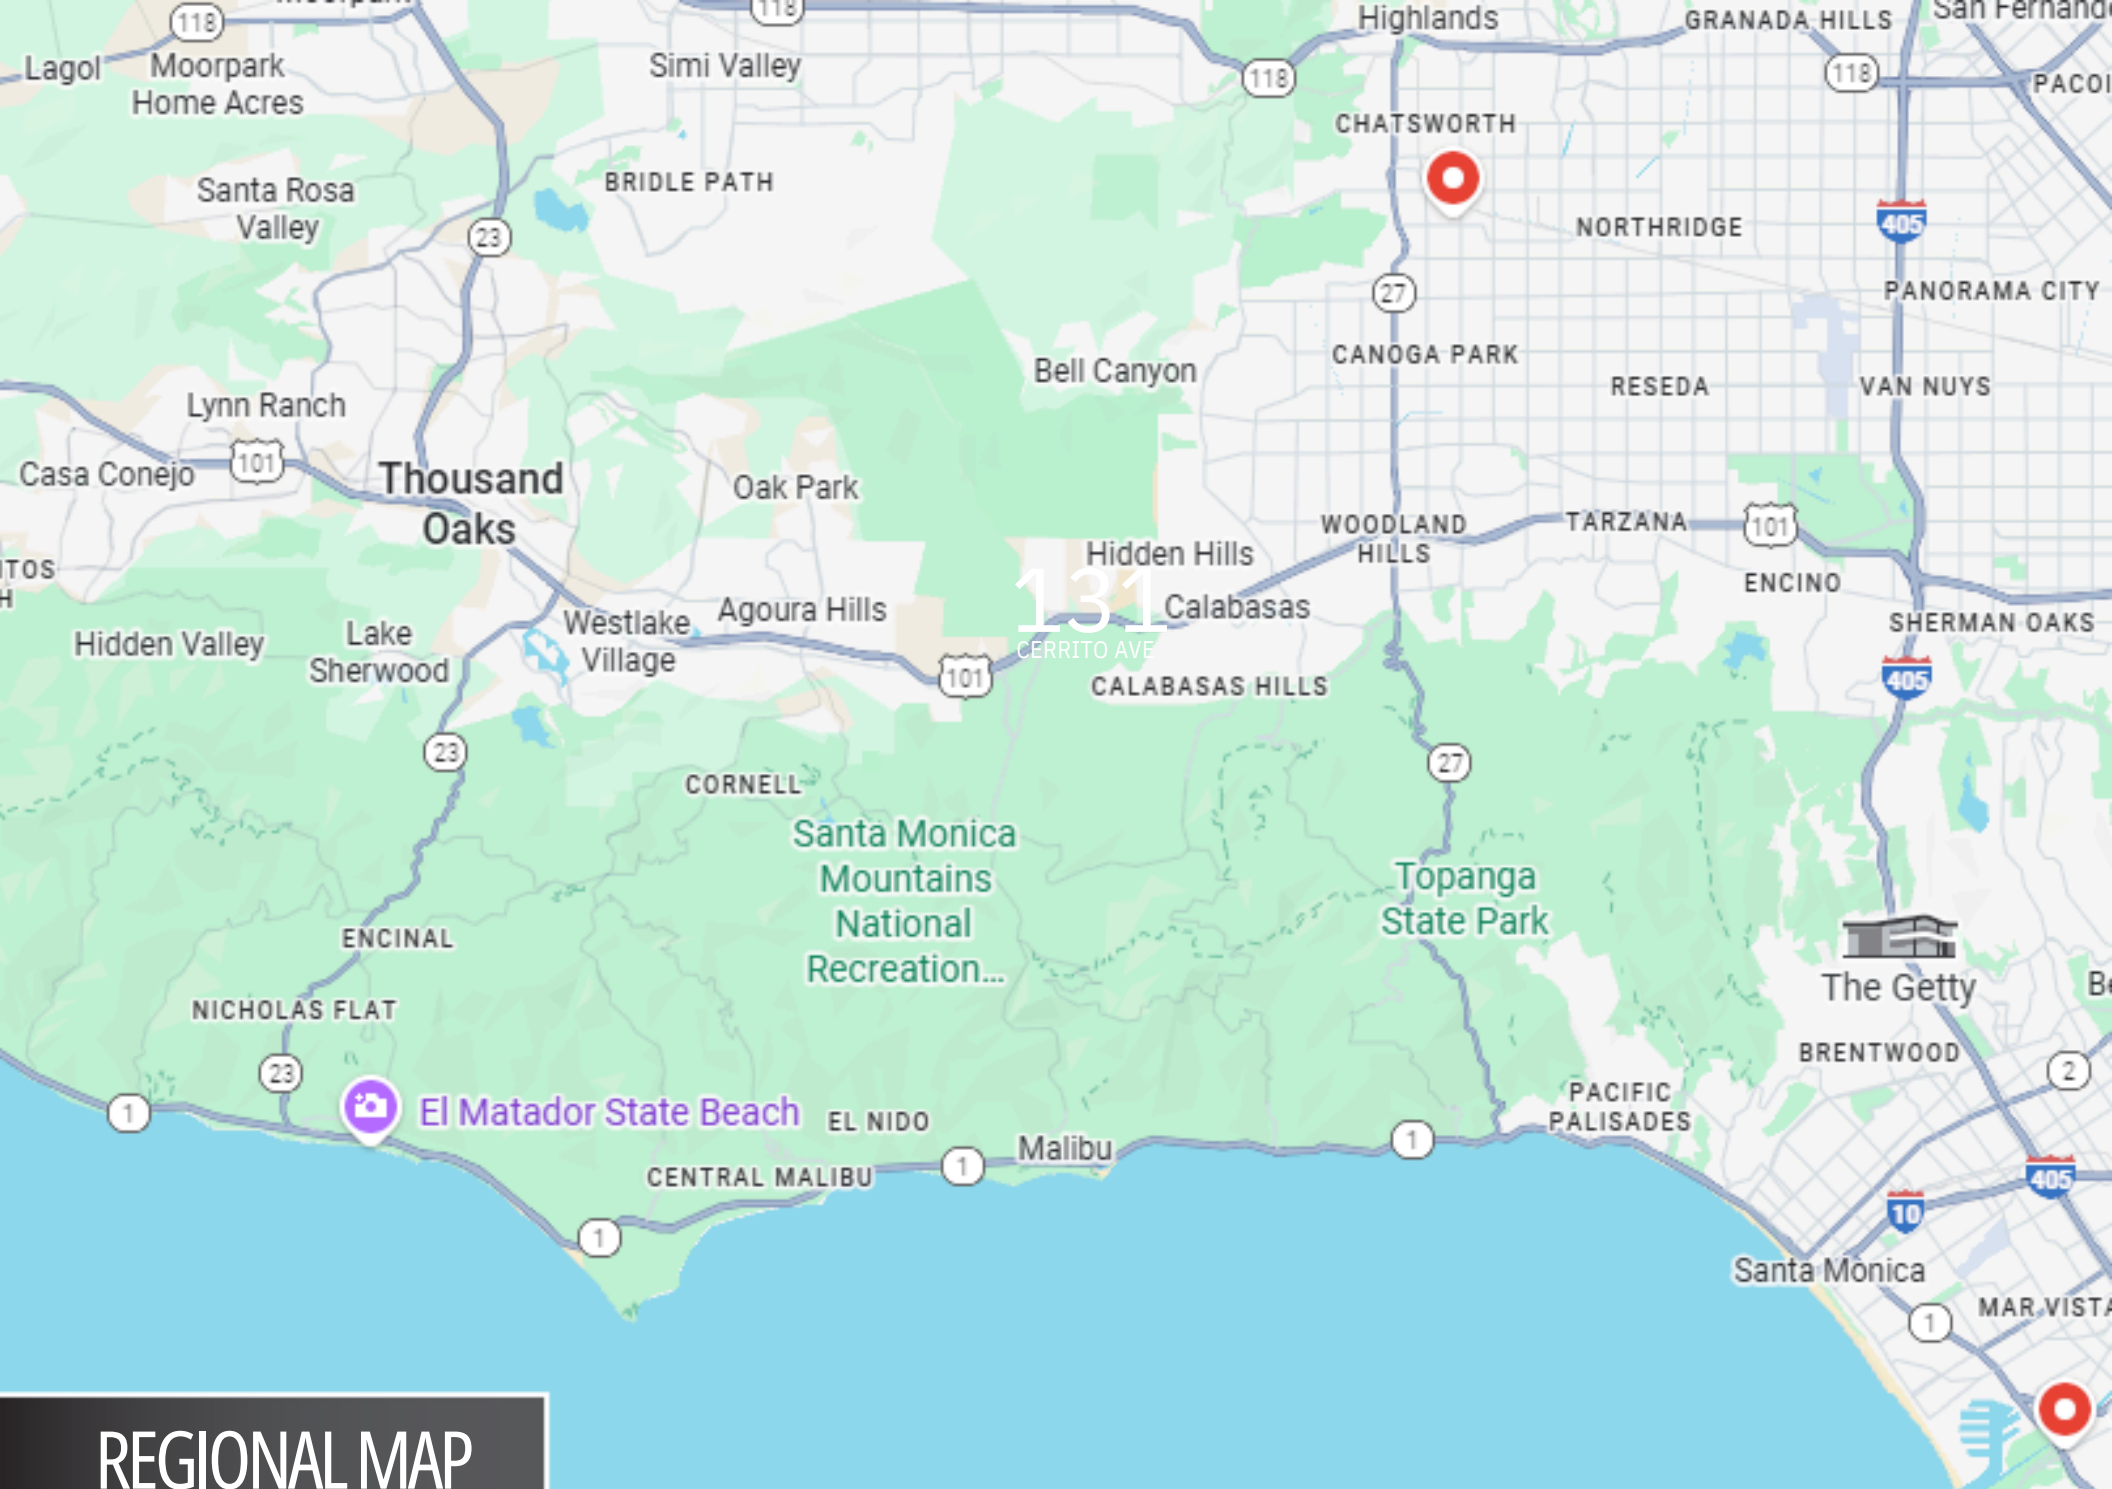 118
118
Highlands
GRANADA HILLS
Lagol
Moorpark
Home Acres
Simi Valley
118
118
CHATSWORTH
Santa Rosa
Valley
BRIDLE PATH
23
NORTHRIDGE
405
27
PANORAMA CITY
CANOGA PARK
Bell Canyon
RESEDA
VAN NUYS
Lynn Ranch
101
Casa Conejo
Thousand
Oaks
Oak Park
WOODLAND
HILLS
TARZANA
101
Hidden Hills
ENCINO
131
CERRITO AVE
Calabasas
Agoura Hills
Westlake
Village
SHERMAN OAKS
Hidden Valley
Lake
Sherwood
101
405
CALABASAS HILLS
23
27
CORNELL
Santa Monica
Mountains
National
Recreation...
Topanga
State Park
ENCINAL
The Getty
NICHOLAS FLAT
BRENTWOOD
23
2
1
El Matador State Beach
EL NIDO
PACIFIC
PALISADES
Malibu
1
1
CENTRAL MALIBU
405
10
1
Santa Monica
MAR VISTA
1
REGIONAL MAP